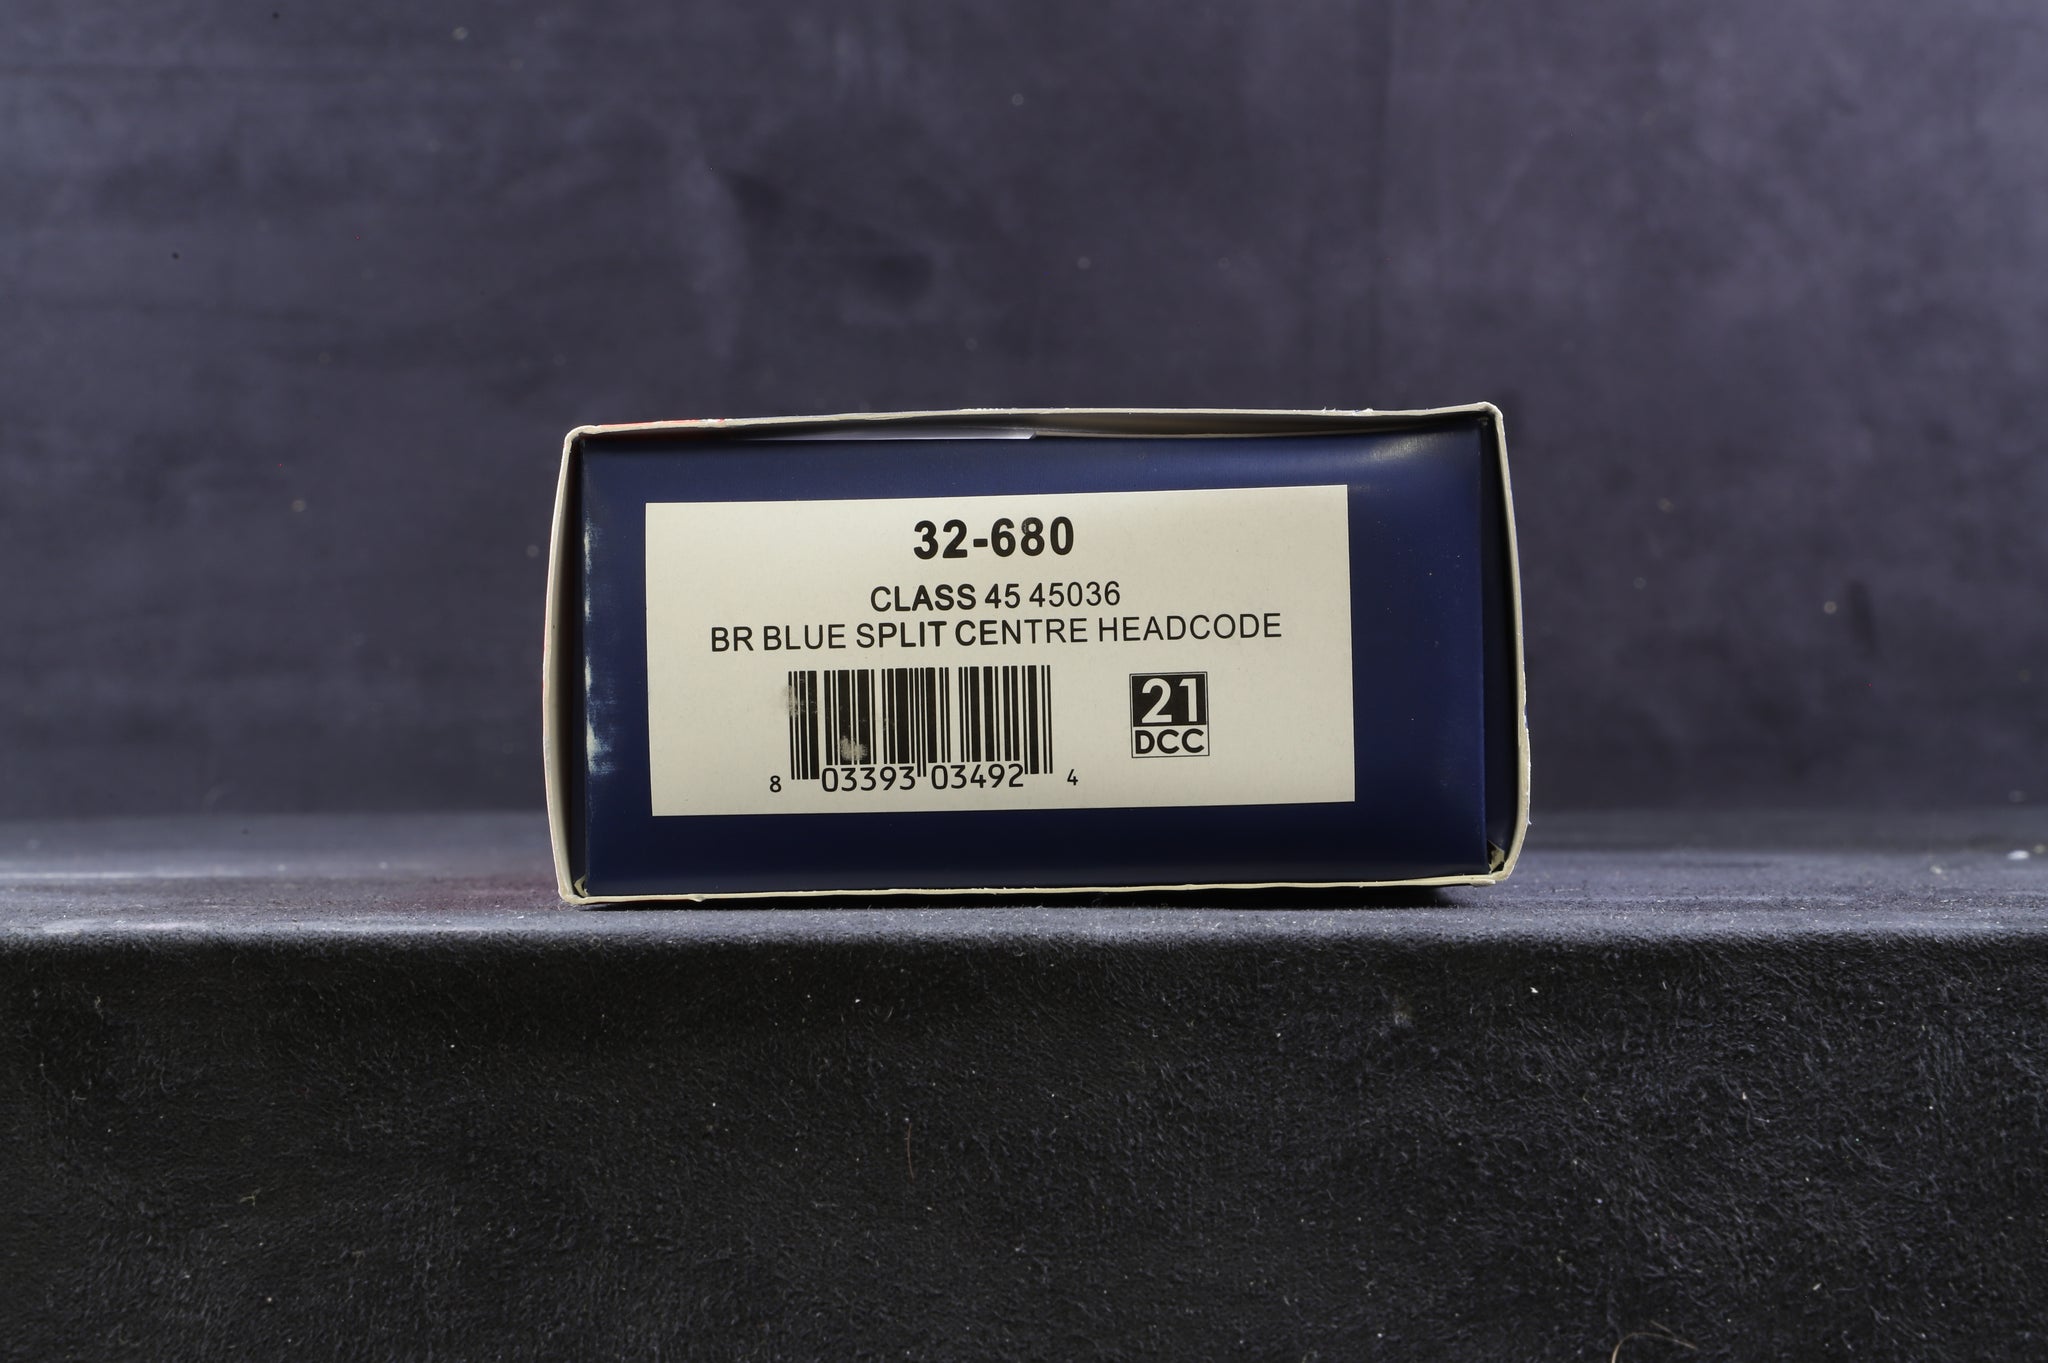 32-680
CLASS 45 45036
BR BLUE SPLIT CENTRE HEADCODE
21
DCC
8 03393 03492 4